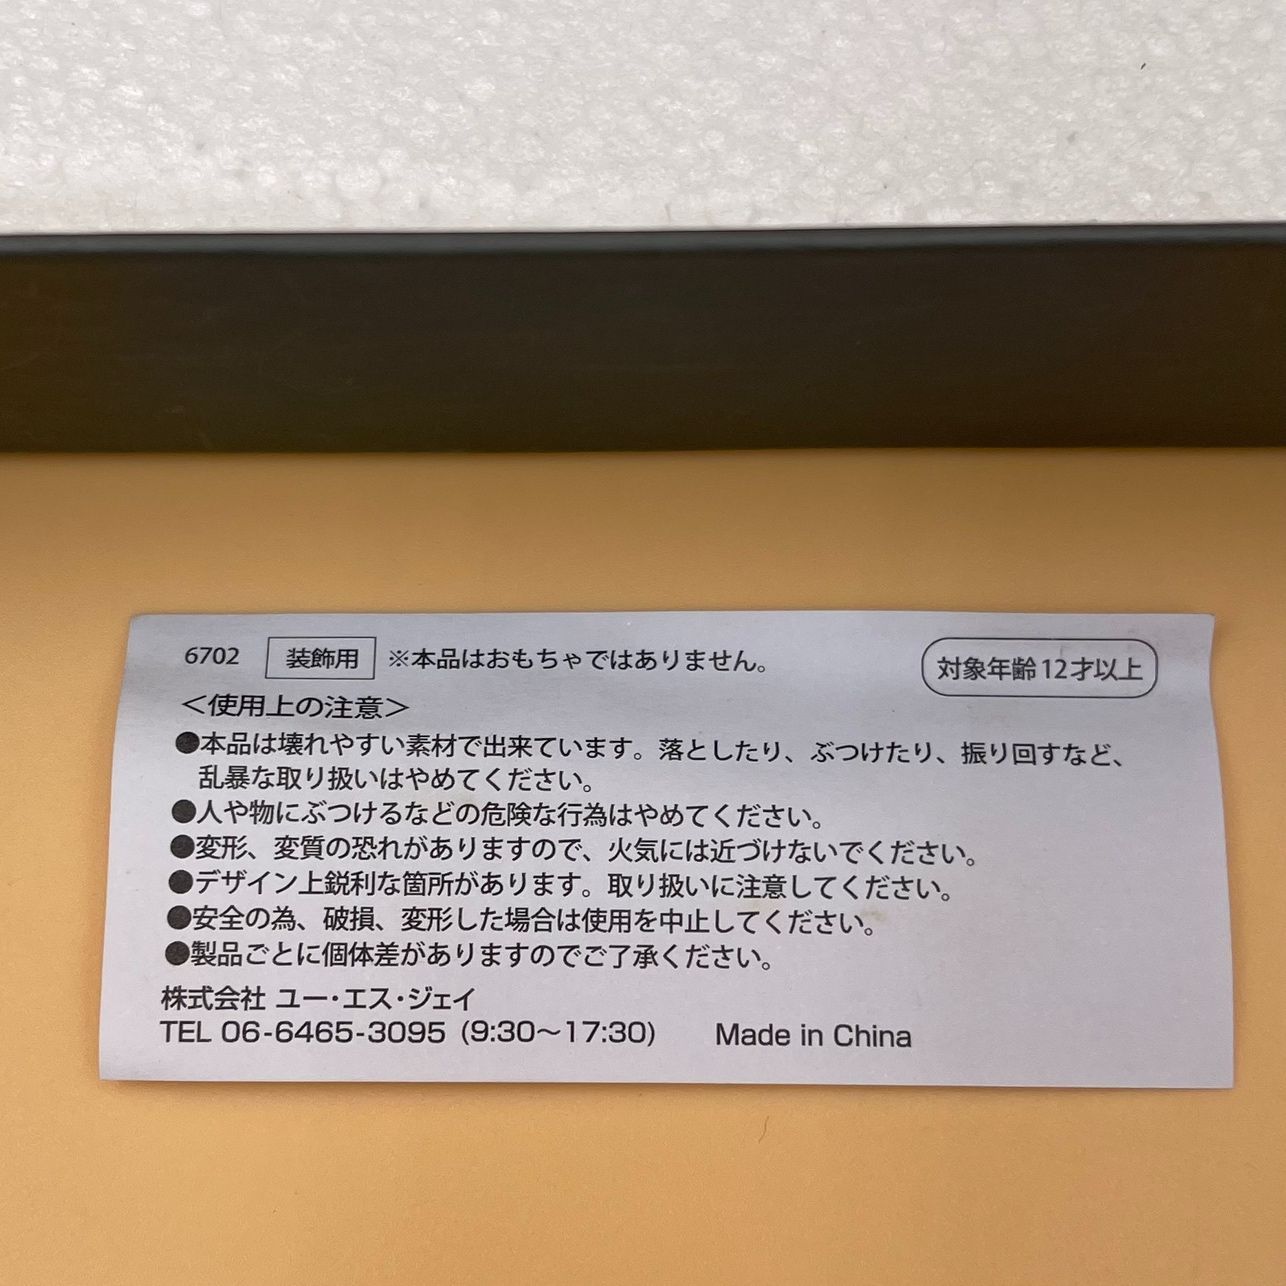 6702 装飾用 ※本品はおもちゃではありません。 対象年齢12才以上
＜使用上の注意＞
●本品は壊れやすい素材で出来ています。落としたり、ぶつけたり、振り回すなど、
乱暴な取り扱いはやめてください。
●人や物にぶつけるなどの危険な行為はやめてください。
●変形、変質の恐れがありますので、火気には近づけないでください。
●デザイン上鋭利な箇所があります。取り扱いに注意してください。
●安全の為、破損、変形した場合は使用を中止してください。
●製品ごとに個体差がありますのでご了承ください。
株式会社 ユー・エス・ジェイ
TEL 06-6465-3095 (9:30〜17:30) Made in China